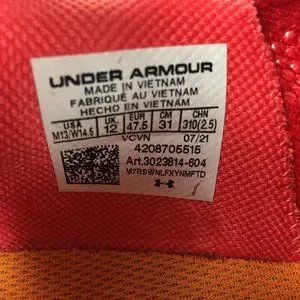 UNDER ARMOUR
MADE IN VIETNAM
FABRIQUÉ AU VIETNAM
HECHO EN VIETNAM
USA UK EUR CM CHN
M13/W14.5 12 47.5 31 310(2.5)
VCVN 07/21
4208705515
Art.3023814-604
M7RSWNLFXYNMFTD